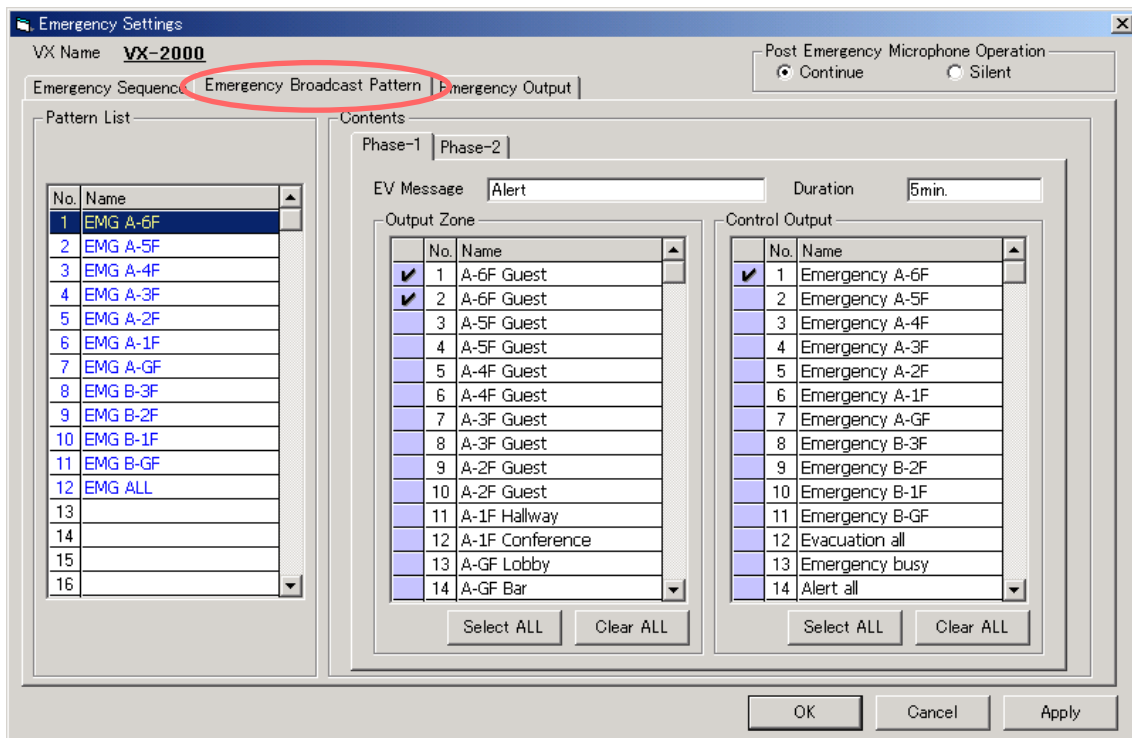 Emergency Settings
VX Name VX-2000
Post Emergency Microphone Operation
Continue Silent
Emergency Sequence Emergency Broadcast Pattern Emergency Output
Pattern List
No. Name
1 EMG A-6F
2 EMG A-5F
3 EMG A-4F
4 EMG A-3F
5 EMG A-2F
6 EMG A-1F
7 EMG A-GF
8 EMG B-3F
9 EMG B-2F
10 EMG B-1F
11 EMG B-GF
12 EMG ALL
13
14
15
16
Contents
Phase-1 Phase-2
EV Message Alert Duration 5min.
Output Zone
No. Name
1 A-6F Guest
2 A-6F Guest
3 A-5F Guest
4 A-5F Guest
5 A-4F Guest
6 A-4F Guest
7 A-3F Guest
8 A-3F Guest
9 A-2F Guest
10 A-2F Guest
11 A-1F Hallway
12 A-1F Conference
13 A-GF Lobby
14 A-GF Bar
Select ALL Clear ALL
Control Output
No. Name
1 Emergency A-6F
2 Emergency A-5F
3 Emergency A-4F
4 Emergency A-3F
5 Emergency A-2F
6 Emergency A-1F
7 Emergency A-GF
8 Emergency B-3F
9 Emergency B-2F
10 Emergency B-1F
11 Emergency B-GF
12 Evacuation all
13 Emergency busy
14 Alert all
Select ALL Clear ALL
OK Cancel Apply